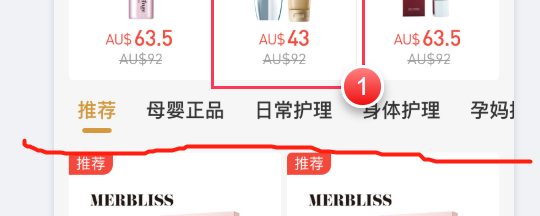 AU$ 63.5 AU$ 43 AU$ 63.5
AU$92 AU$92 AU$92
1
推荐 母婴正品 日常护理 身体护理 孕妈
推荐 推荐
MERBLISS MERBLISS